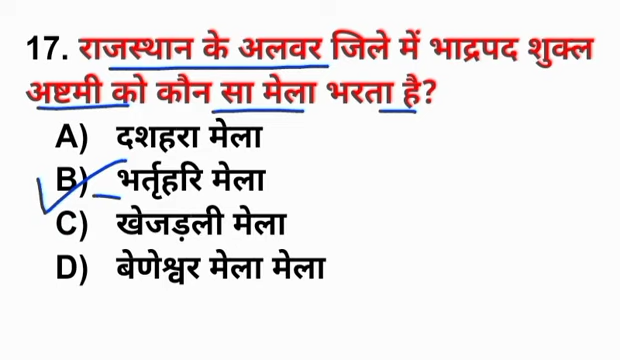 17. राजस्थान के अलवर जिले में भाद्रपद शुक्ल
अष्टमी को कौन सा मेला भरता है?
A) दशहरा मेला
B) भर्तृहरि मेला
C) खेजड़ली मेला
D) बेणेश्वर मेला मेला